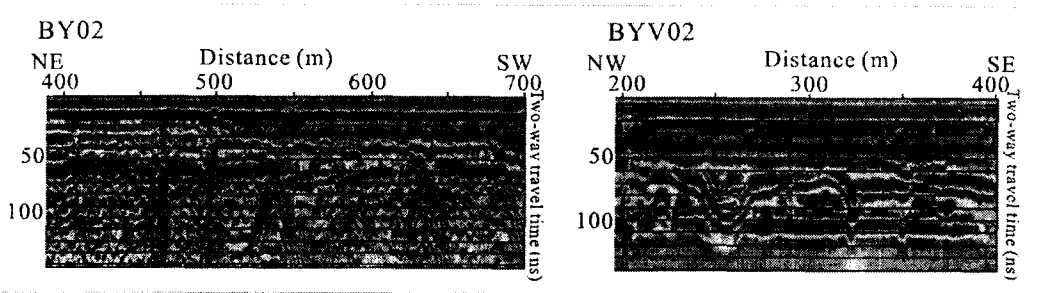 BY02
NE Distance (m) SW
400 500 600 700
50
100
Two-way travel time (ns)
BYV02
NW Distance (m) SE
200 300 400
50
100
Two-way travel time (ns)